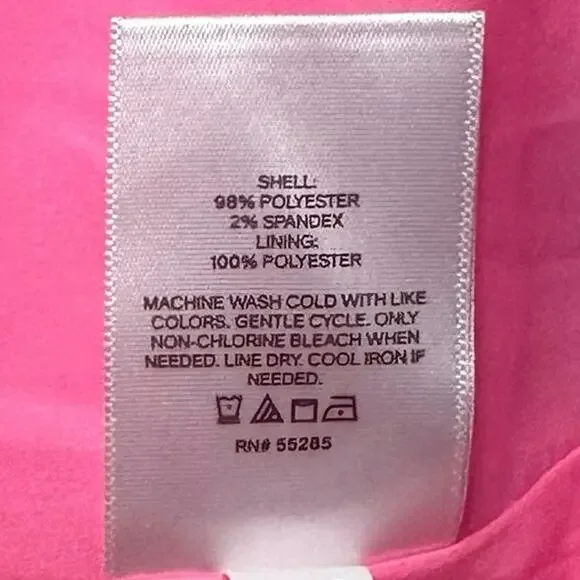 SHELL:
98% POLYESTER
2% SPANDEX
LINING:
100% POLYESTER
MACHINE WASH COLD WITH LIKE
COLORS. GENTLE CYCLE. ONLY
NON-CHLORINE BLEACH WHEN
NEEDED. LINE DRY. COOL IRON IF
NEEDED.
RN# 55285